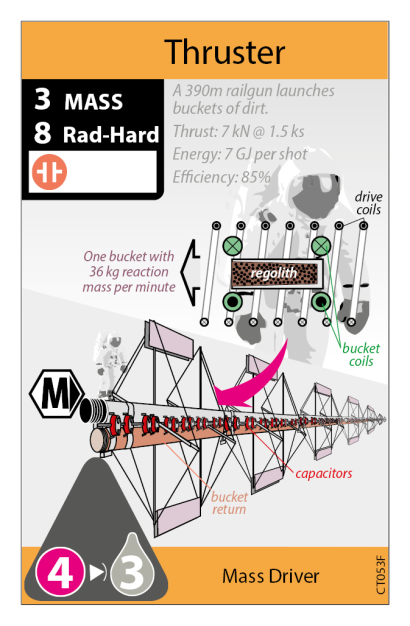 Thruster
3 MASS
8 Rad-Hard
A 390m railgun launches
buckets of dirt.
Thrust: 7 kN @ 1.5 ks
Energy: 7 GJ per shot
Efficiency: 85%
drive
coils
One bucket with
36 kg reaction
mass per minute
regolith
bucket
coils
M
capacitors
bucket
return
4 3
Mass Driver
CT053F